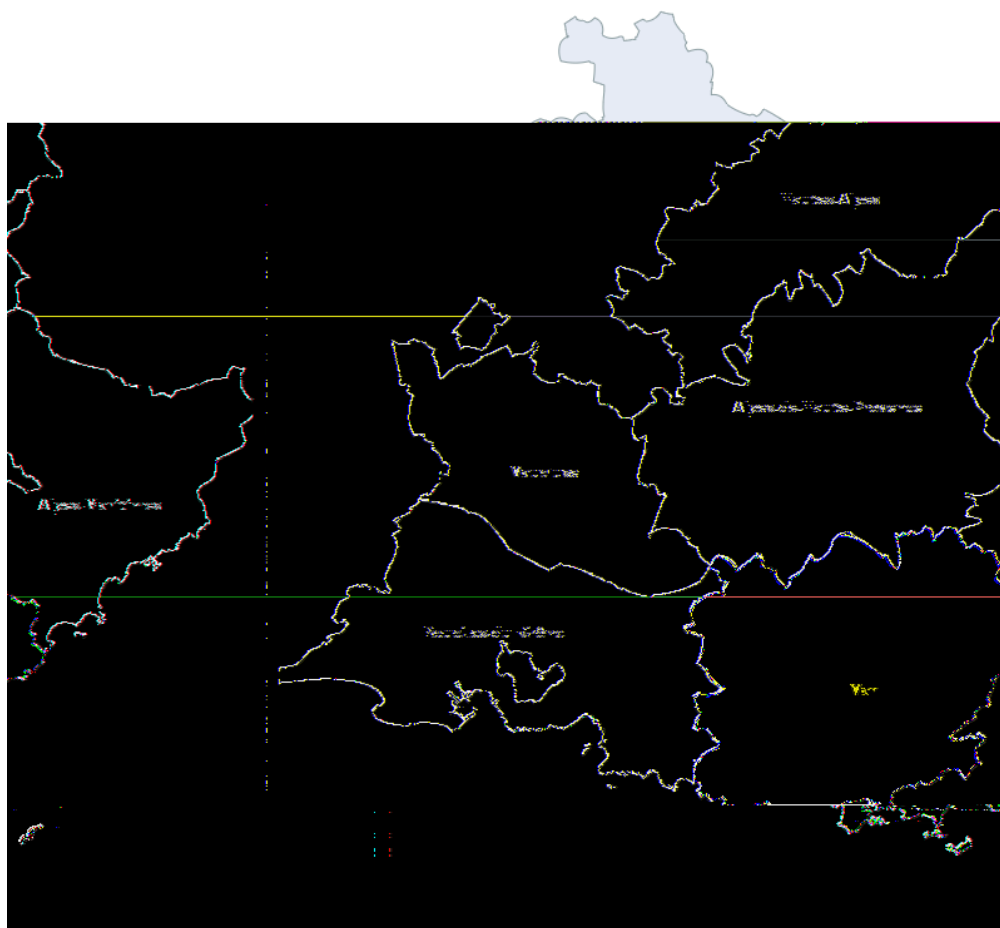 Hautes-Alpes
Alpes-de-Haute-Provence
Vaucluse
Alpes-Maritimes
Bouches-du-Rhône
Var